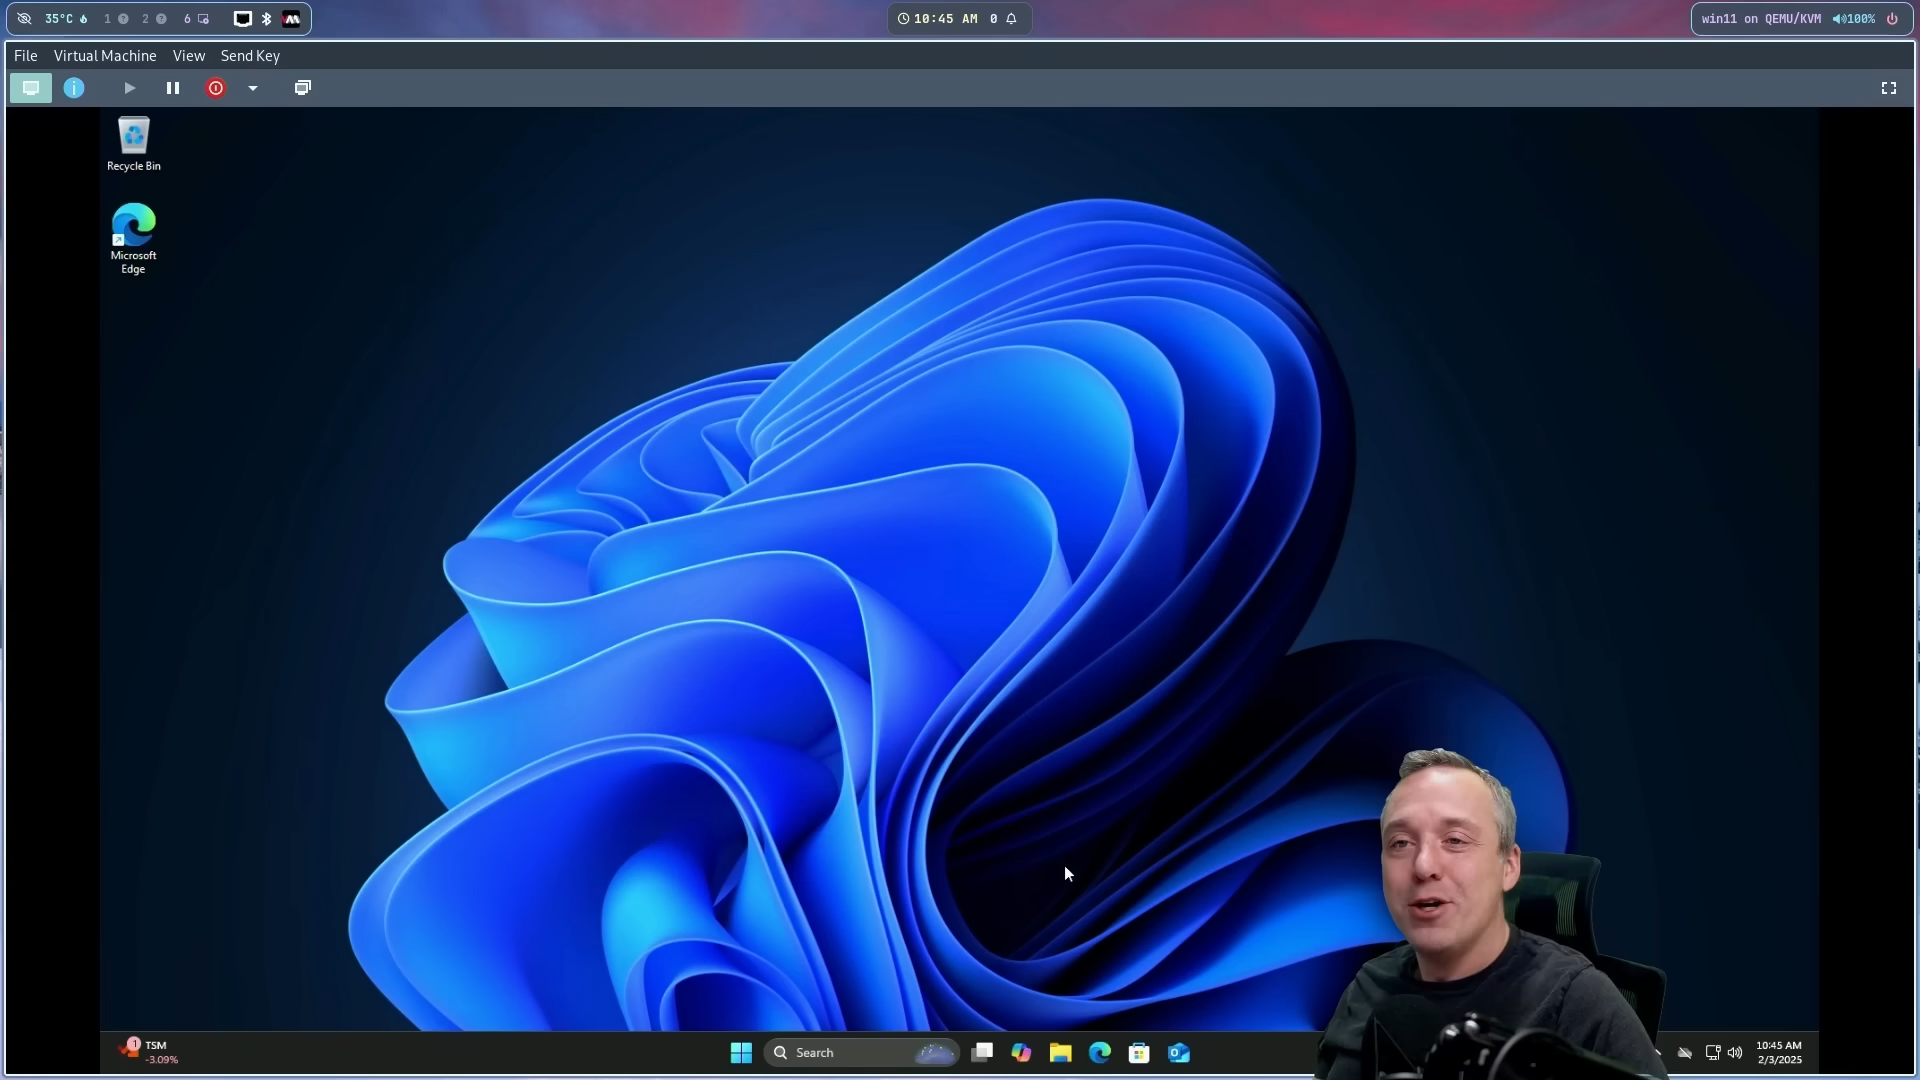 35°C 1 2 6
10:45 AM 0
win11 on QEMU/KVM 100%
File Virtual Machine View Send Key
Recycle Bin
Microsoft
Edge
1
TSM
-3.09%
Search
10:45 AM
2/3/2025